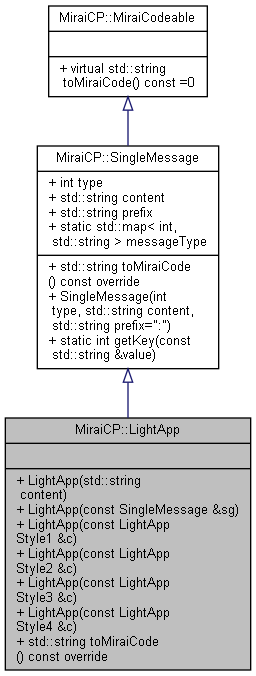 MiraiCP::MiraiCodeable
+ virtual std::string
toMiraiCode() const =0
MiraiCP::SingleMessage
+ int type
+ std::string content
+ std::string prefix
+ static std::map< int,
std::string > messageType
+ std::string toMiraiCode
() const override
+ SingleMessage(int
type, std::string content,
std::string prefix=":")
+ static int getKey(const
std::string &value)
MiraiCP::LightApp
+ LightApp(std::string
content)
+ LightApp(const SingleMessage &sg)
+ LightApp(const LightApp
Style1 &c)
+ LightApp(const LightApp
Style2 &c)
+ LightApp(const LightApp
Style3 &c)
+ LightApp(const LightApp
Style4 &c)
+ std::string toMiraiCode
() const override